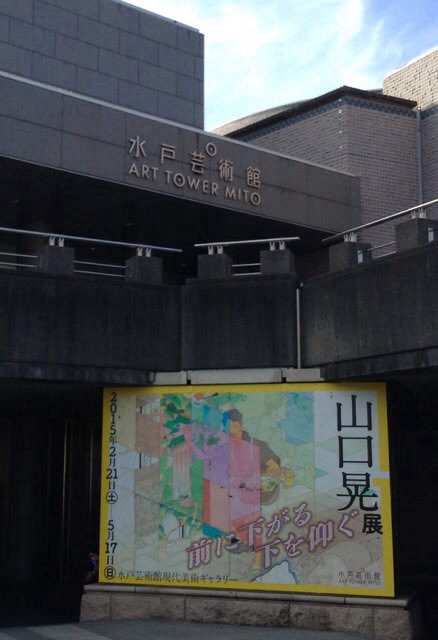 水戸芸術館
ART TOWER MITO
山口晃展
前に下がる
下を仰ぐ
2015年2月21日(土) 5月17日(日)
水戸芸術館現代美術ギャラリー
水戸芸術館
ART TOWER MITO